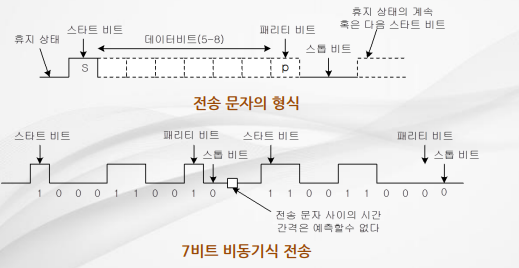 휴지 상태의 계속
혹은 다음 스타트 비트
스타트 비트
패리티 비트
휴지 상태
데이터비트(5-8)
스톱 비트
S
p
전송 문자의 형식
스타트 비트
패리티 비트
스타트 비트
패리티 비트
스톱 비트
스톱 비트
1 0 0 0 1 1 0 0 1 0
1 1 0 0 1 1 0 0 0 0
전송 문자 사이의 시간
간격은 예측할수 없다
7비트 비동기식 전송